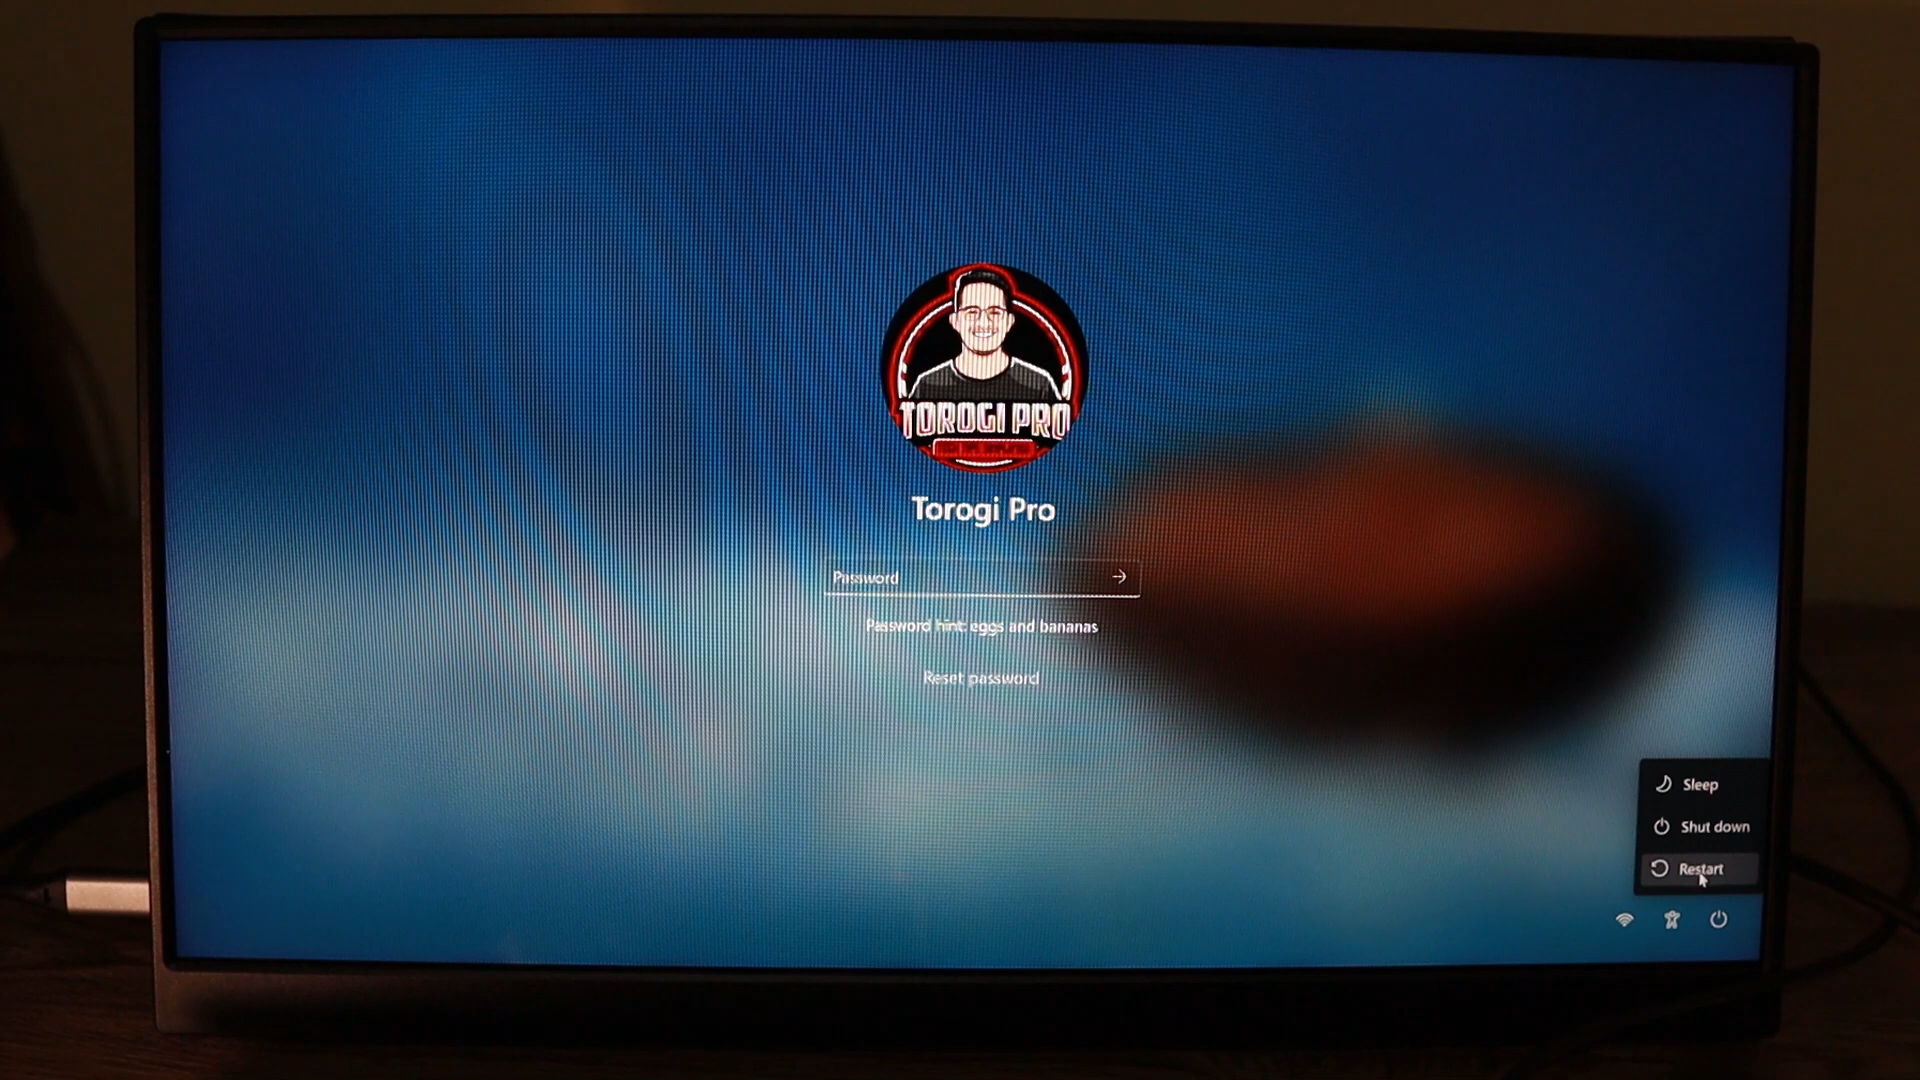 TOROGI PRO
Torogi Pro
Password
Password hint: eggs and bananas
Reset password
Sleep
Shut down
Restart